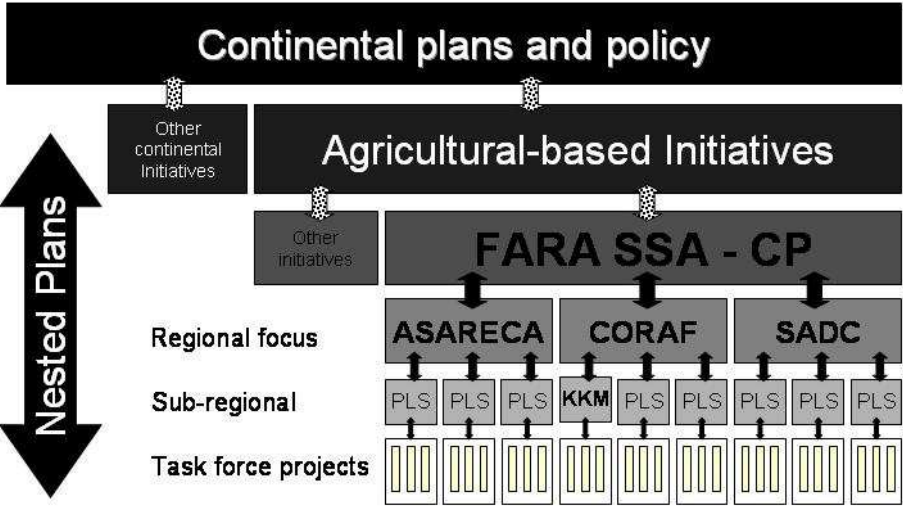 Continental plans and policy
Other
continental
Initiatives
Agricultural-based Initiatives
Other
initiatives
FARA SSA - CP
Nested Plans
Regional focus
ASARECA
CORAF
SADC
Sub-regional
PLS
PLS
PLS
KKM
PLS
PLS
PLS
PLS
PLS
Task force projects